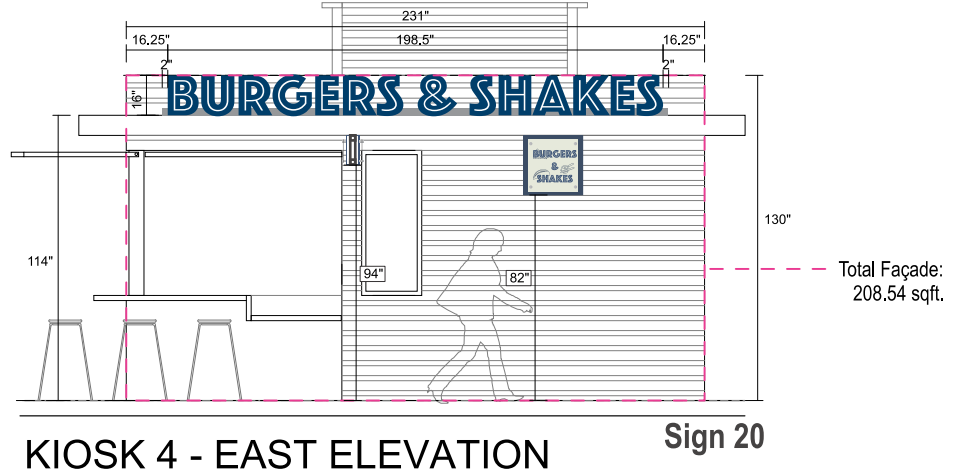 231"
16.25"
198.5"
16.25"
2"
2"
16"
BURGERS & SHAKES
BURGERS
&
SHAKES
130"
114"
94"
82"
Total Façade:
208.54 sqft.
KIOSK 4 - EAST ELEVATION
Sign 20